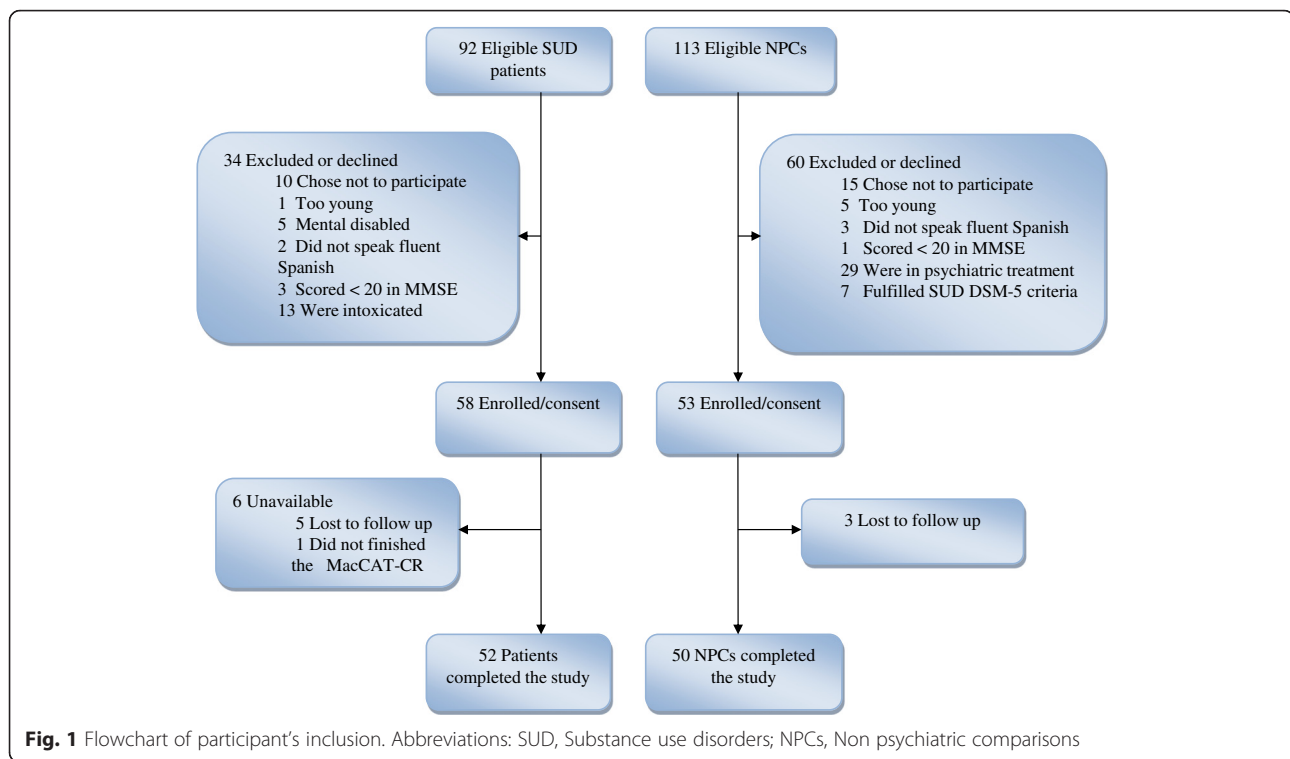 92 Eligible SUD
patients
113 Eligible NPCs
34 Excluded or declined
10 Chose not to participate
1 Too young
5 Mental disabled
2 Did not speak fluent
Spanish
3 Scored < 20 in MMSE
13 Were intoxicated
60 Excluded or declined
15 Chose not to participate
5 Too young
3 Did not speak fluent Spanish
1 Scored < 20 in MMSE
29 Were in psychiatric treatment
7 Fulfilled SUD DSM-5 criteria
58 Enrolled/consent
53 Enrolled/consent
6 Unavailable
5 Lost to follow up
1 Did not finished
the MacCAT-CR
3 Lost to follow up
52 Patients
completed the study
50 NPCs completed
the study
Fig. 1 Flowchart of participant's inclusion. Abbreviations: SUD, Substance use disorders; NPCs, Non psychiatric comparisons